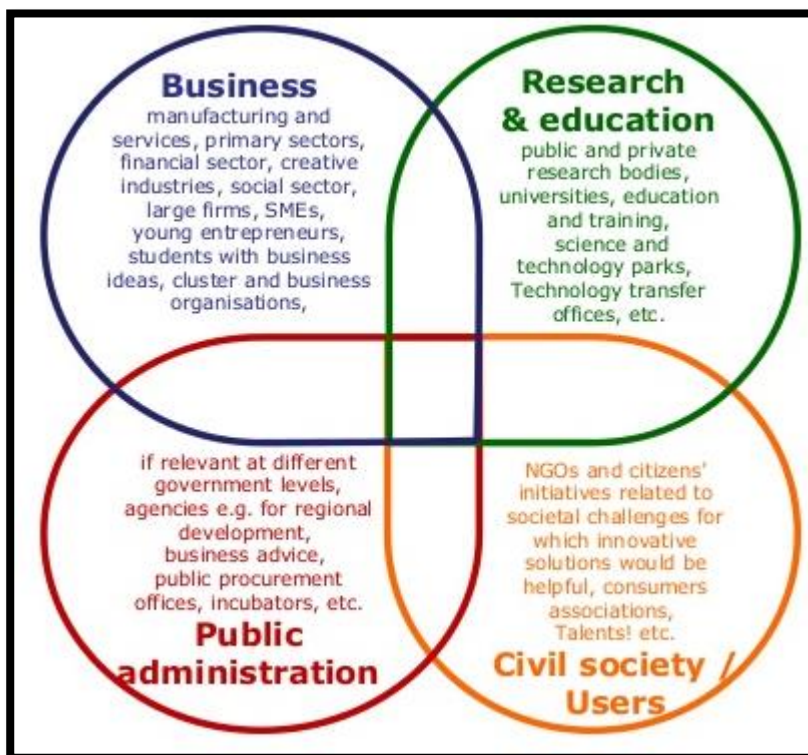 Business
manufacturing and
services, primary sectors,
financial sector, creative
industries, social sector,
large firms, SMEs,
young entrepreneurs,
students with business
ideas, cluster and business
organisations,
Research
& education
public and private
research bodies,
universities, education
and training,
science and
technology parks,
Technology transfer
offices, etc.
if relevant at different
government levels,
agencies e.g. for regional
development,
business advice,
public procurement
offices, incubators, etc.
Public
administration
NGOs and citizens'
initiatives related to
societal challenges for
which innovative
solutions would be
helpful, consumers
associations,
Talents! etc.
Civil society /
Users